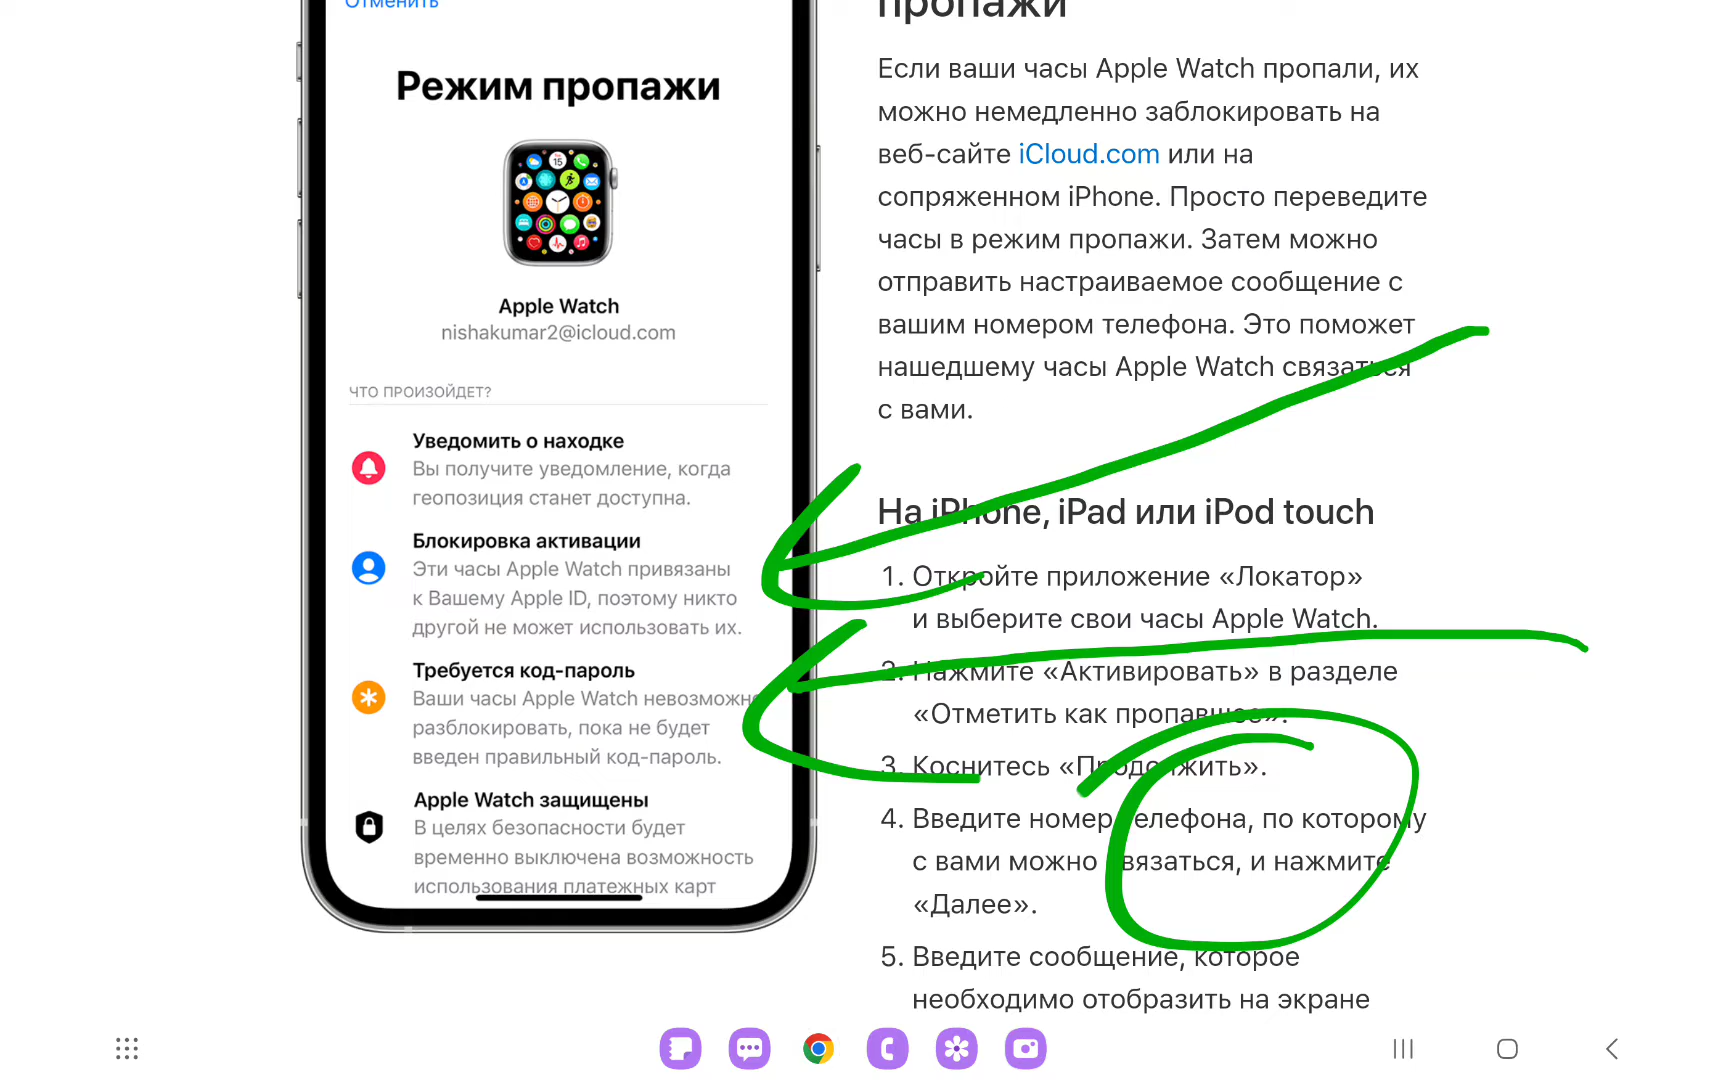 Отменить
Режим пропажи
Apple Watch
nishakumar2@icloud.com
ЧТО ПРОИЗОЙДЕТ?
Уведомить о находке
Вы получите уведомление, когда
геопозиция станет доступна.
Блокировка активации
Эти часы Apple Watch привязаны
к Вашему Apple ID, поэтому никто
другой не может использовать их.
Требуется код-пароль
Ваши часы Apple Watch невозможно
разблокировать, пока не будет
введен правильный код-пароль.
Apple Watch защищены
В целях безопасности будет
временно выключена возможность
использования платежных карт
пропажи
Если ваши часы Apple Watch пропали, их
можно немедленно заблокировать на
веб-сайте iCloud.com или на
сопряженном iPhone. Просто переведите
часы в режим пропажи. Затем можно
отправить настраиваемое сообщение с
вашим номером телефона. Это поможет
нашедшему часы Apple Watch связаться
с вами.
На iPhone, iPad или iPod touch
1. Откройте приложение «Локатор»
и выберите свои часы Apple Watch.
2. Нажмите «Активировать» в разделе
«Отметить как пропавшее».
3. Коснитесь «Продолжить».
4. Введите номер телефона, по которому
с вами можно связаться, и нажмите
«Далее».
5. Введите сообщение, которое
необходимо отобразить на экране